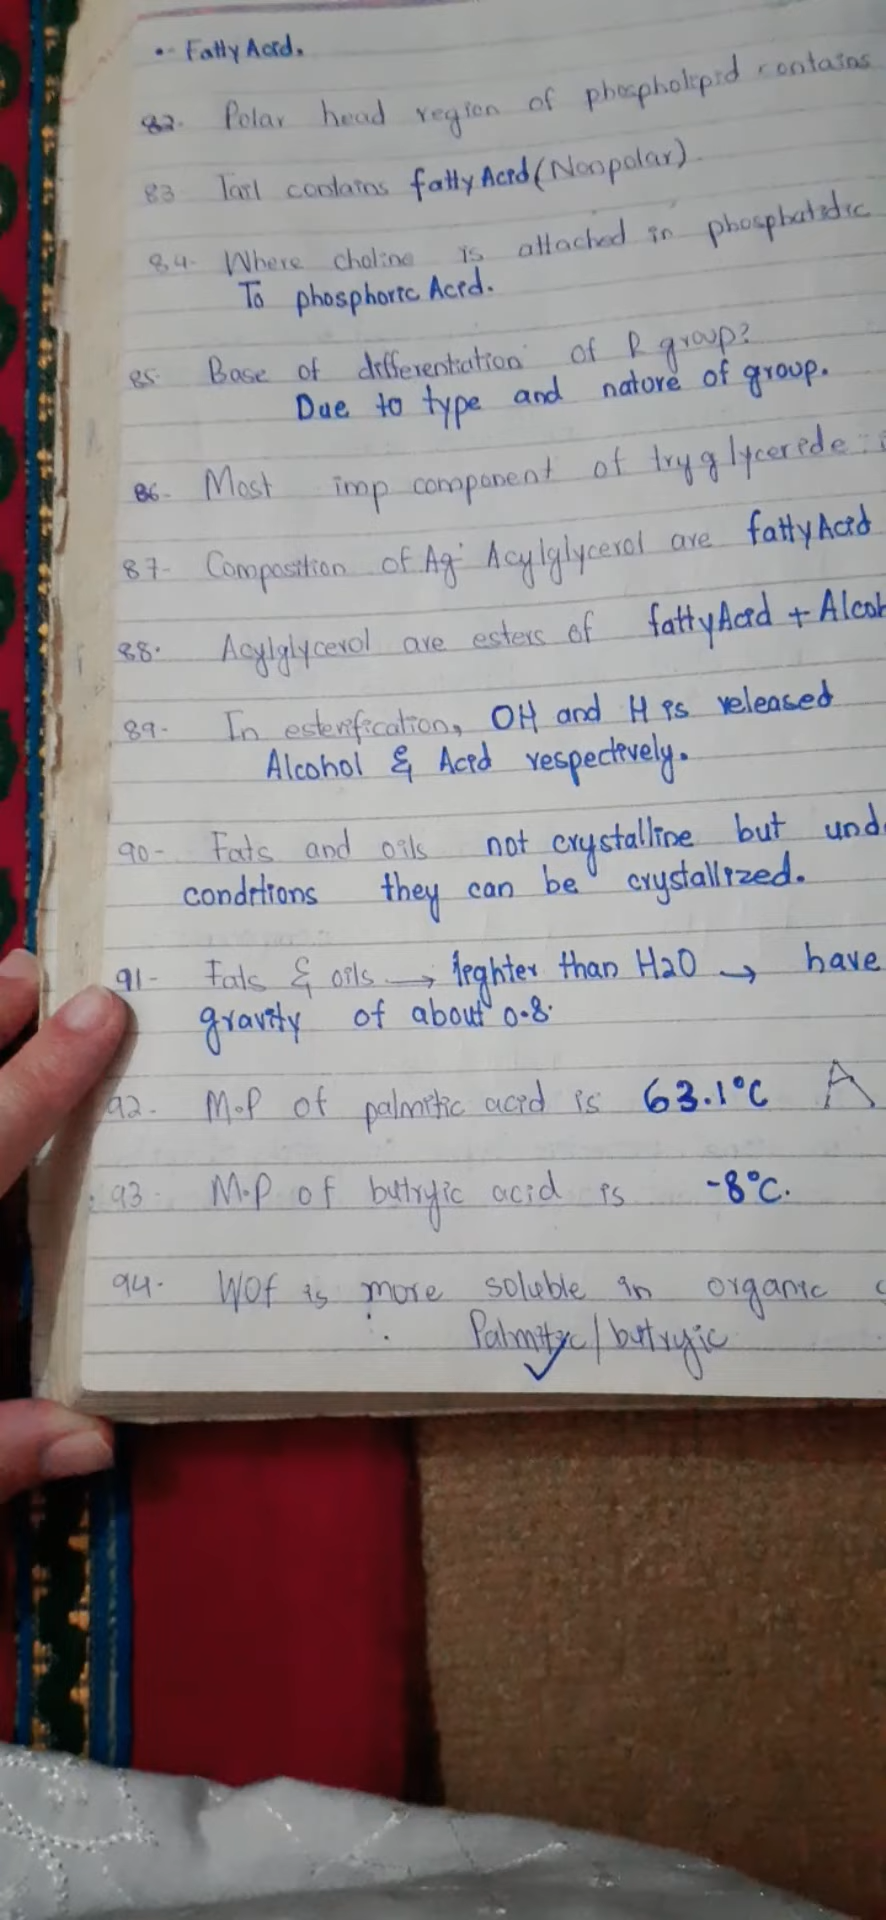 •- Fatty Acid.
82. Polar head region of phospholipid contains
83 Tail contains fatty Acid (Nonpolar).
84- Where choline is attached in phosphatidic
To phosphoric Acid.
85- Base of differentiation of R group?
Due to type and nature of group.
86- Most imp component of tryglyceride :
87- Composition of Ag Acylglycerol are fatty Acid
88. Acylglycerol are esters of fatty Acid + Alcoh
89- In esterification, OH and H is released
Alcohol & Acid respectively.
90- Fats and oils not crystalline but und
conditions they can be crystallized.
91- Fats & oils → lighter than H2O → have
gravity of about 0.8.
92- M.P of palmitic acid is 63.1°C A
93- M.P of butryic acid is -8°C.
94. WOf is more soluble in organic
Palmitic / butryic